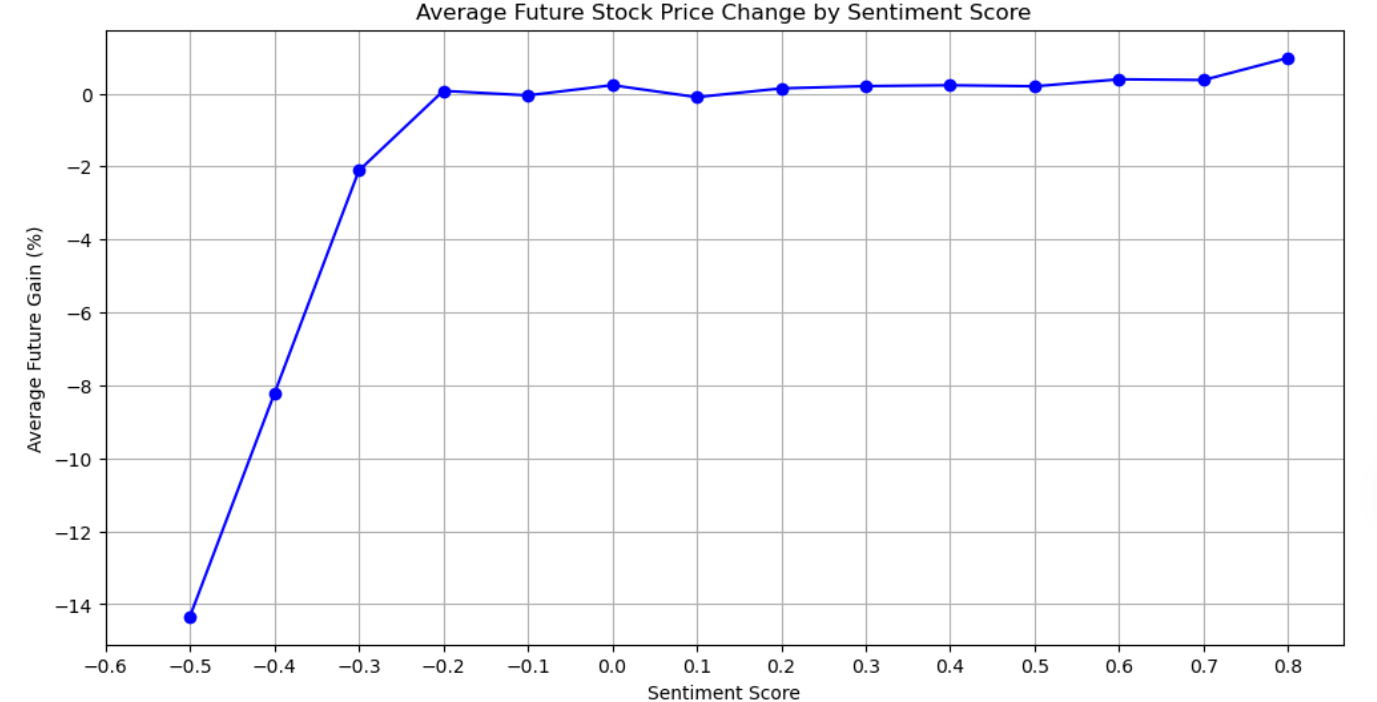 Average Future Stock Price Change by Sentiment Score
Average Future Gain (%)
0
−2
−4
−6
−8
−10
−12
−14
−0.6 −0.5 −0.4 −0.3 −0.2 −0.1 0.0 0.1 0.2 0.3 0.4 0.5 0.6 0.7 0.8
Sentiment Score